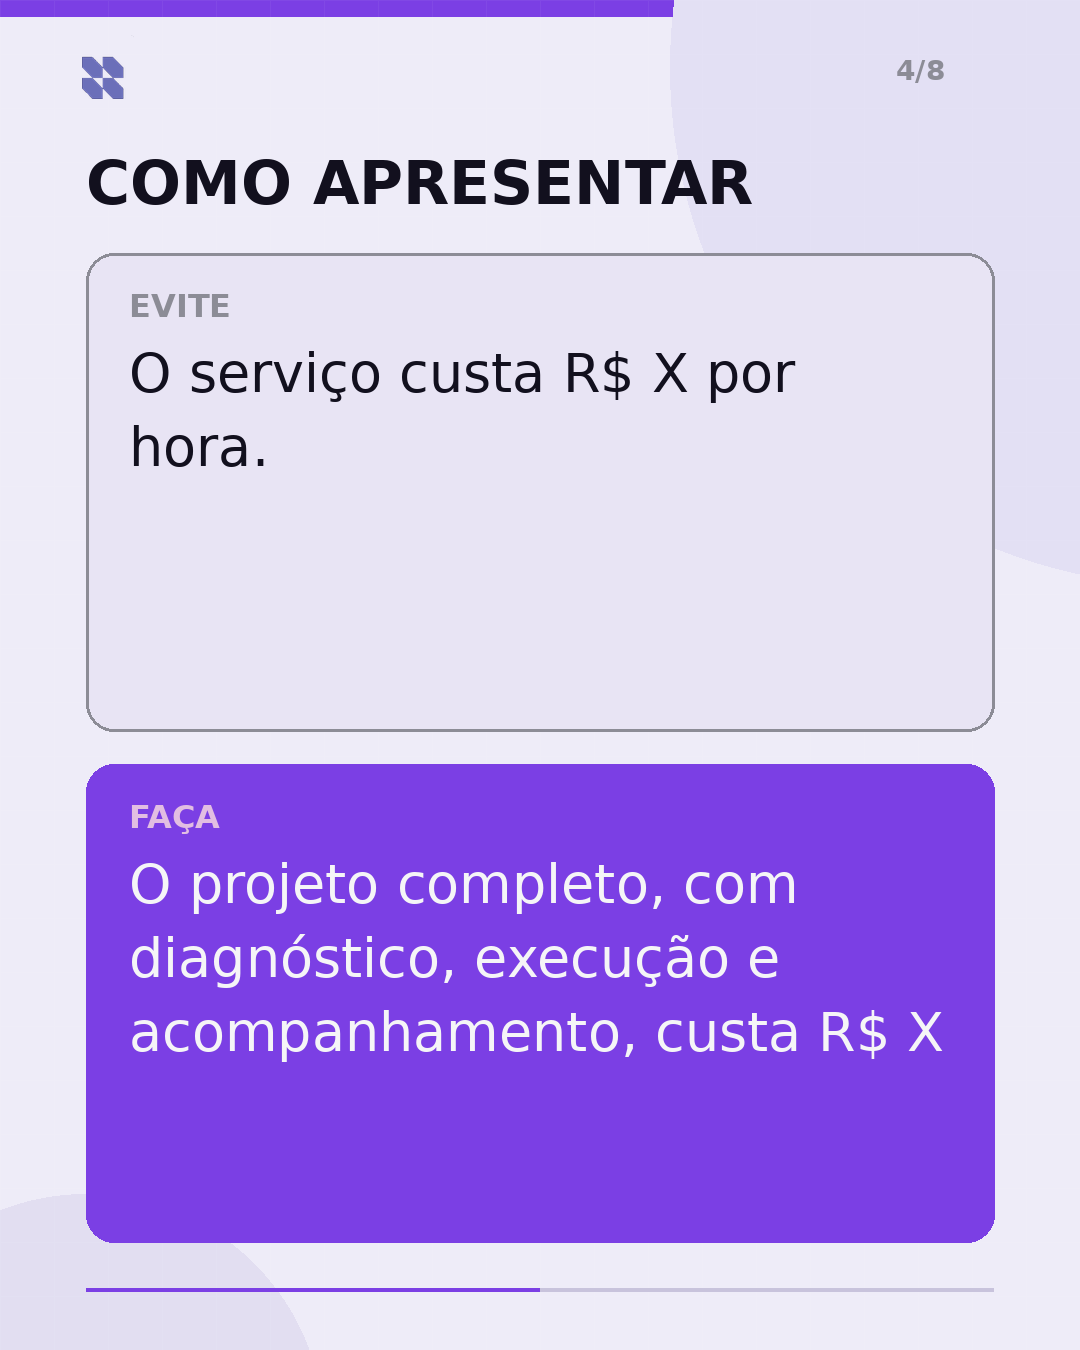 4/8
COMO APRESENTAR
EVITE
O serviço custa R$ X por
hora.
FAÇA
O projeto completo, com
diagnóstico, execução e
acompanhamento, custa R$ X